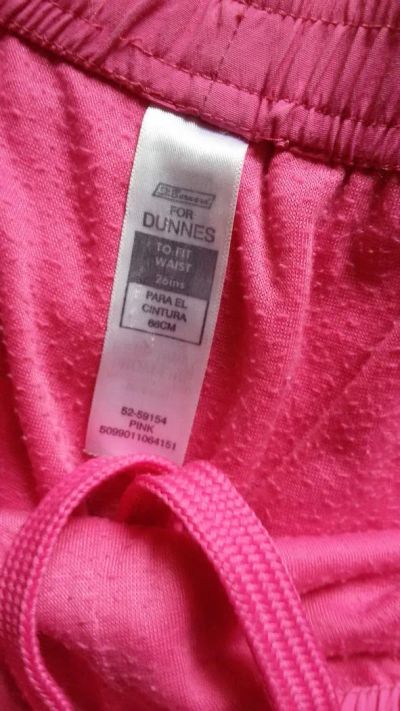 FOR
DUNNES
TO FIT
WAIST
26ins
PARA EL
CINTURA
66CM
52-59154
PINK
5099011064151